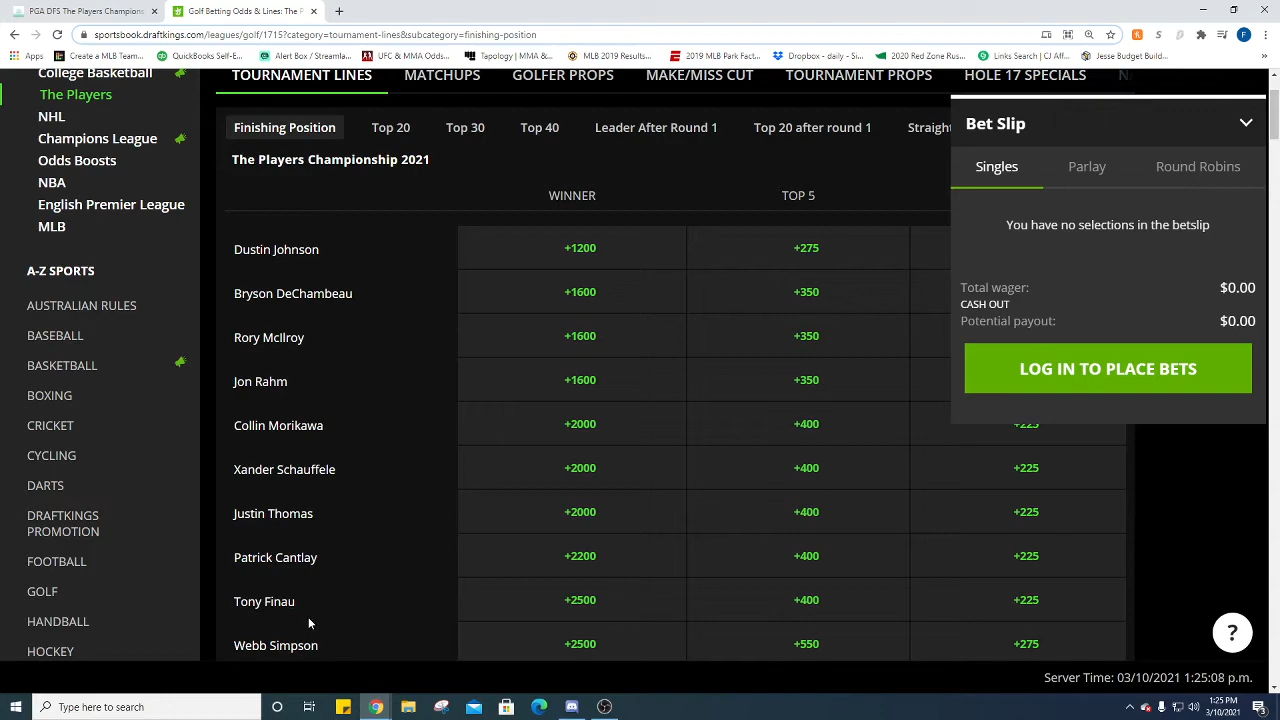 PGA DFS The Players Champions
Golf Betting Odds & Lines: The P
sportsbook.draftkings.com/leagues/golf/1715?category=tournament-lines&subcategory=finishing-position
Apps
Create a MLB Team...
QuickBooks Self-E...
Alert Box / Streamla...
UFC & MMA Odds...
Tapology | MMA &...
MLB 2019 Results...
2019 MLB Park Fact...
Dropbox - daily - Si...
2020 Red Zone Rus...
Links Search | CJ Aff...
Jesse Budget Build...
College Basketball
The Players
NHL
Champions League
Odds Boosts
NBA
English Premier League
MLB
A-Z SPORTS
AUSTRALIAN RULES
BASEBALL
BASKETBALL
BOXING
CRICKET
CYCLING
DARTS
DRAFTKINGS
PROMOTION
FOOTBALL
GOLF
HANDBALL
HOCKEY
TOURNAMENT LINES MATCHUPS GOLFER PROPS MAKE/MISS CUT TOURNAMENT PROPS HOLE 17 SPECIALS
Finishing Position Top 20 Top 30 Top 40 Leader After Round 1 Top 20 after round 1 Straight
The Players Championship 2021
WINNER TOP 5
Dustin Johnson +1200 +275
Bryson DeChambeau +1600 +350
Rory McIlroy +1600 +350
Jon Rahm +1600 +350
Collin Morikawa +2000 +400 +225
Xander Schauffele +2000 +400 +225
Justin Thomas +2000 +400 +225
Patrick Cantlay +2200 +400 +225
Tony Finau +2500 +400 +225
Webb Simpson +2500 +550 +275
Bet Slip
Singles Parlay Round Robins
You have no selections in the betslip
Total wager: $0.00
CASH OUT
Potential payout: $0.00
LOG IN TO PLACE BETS
?
Server Time: 03/10/2021 1:25:08 p.m.
Type here to search
1:25 PM
3/10/2021